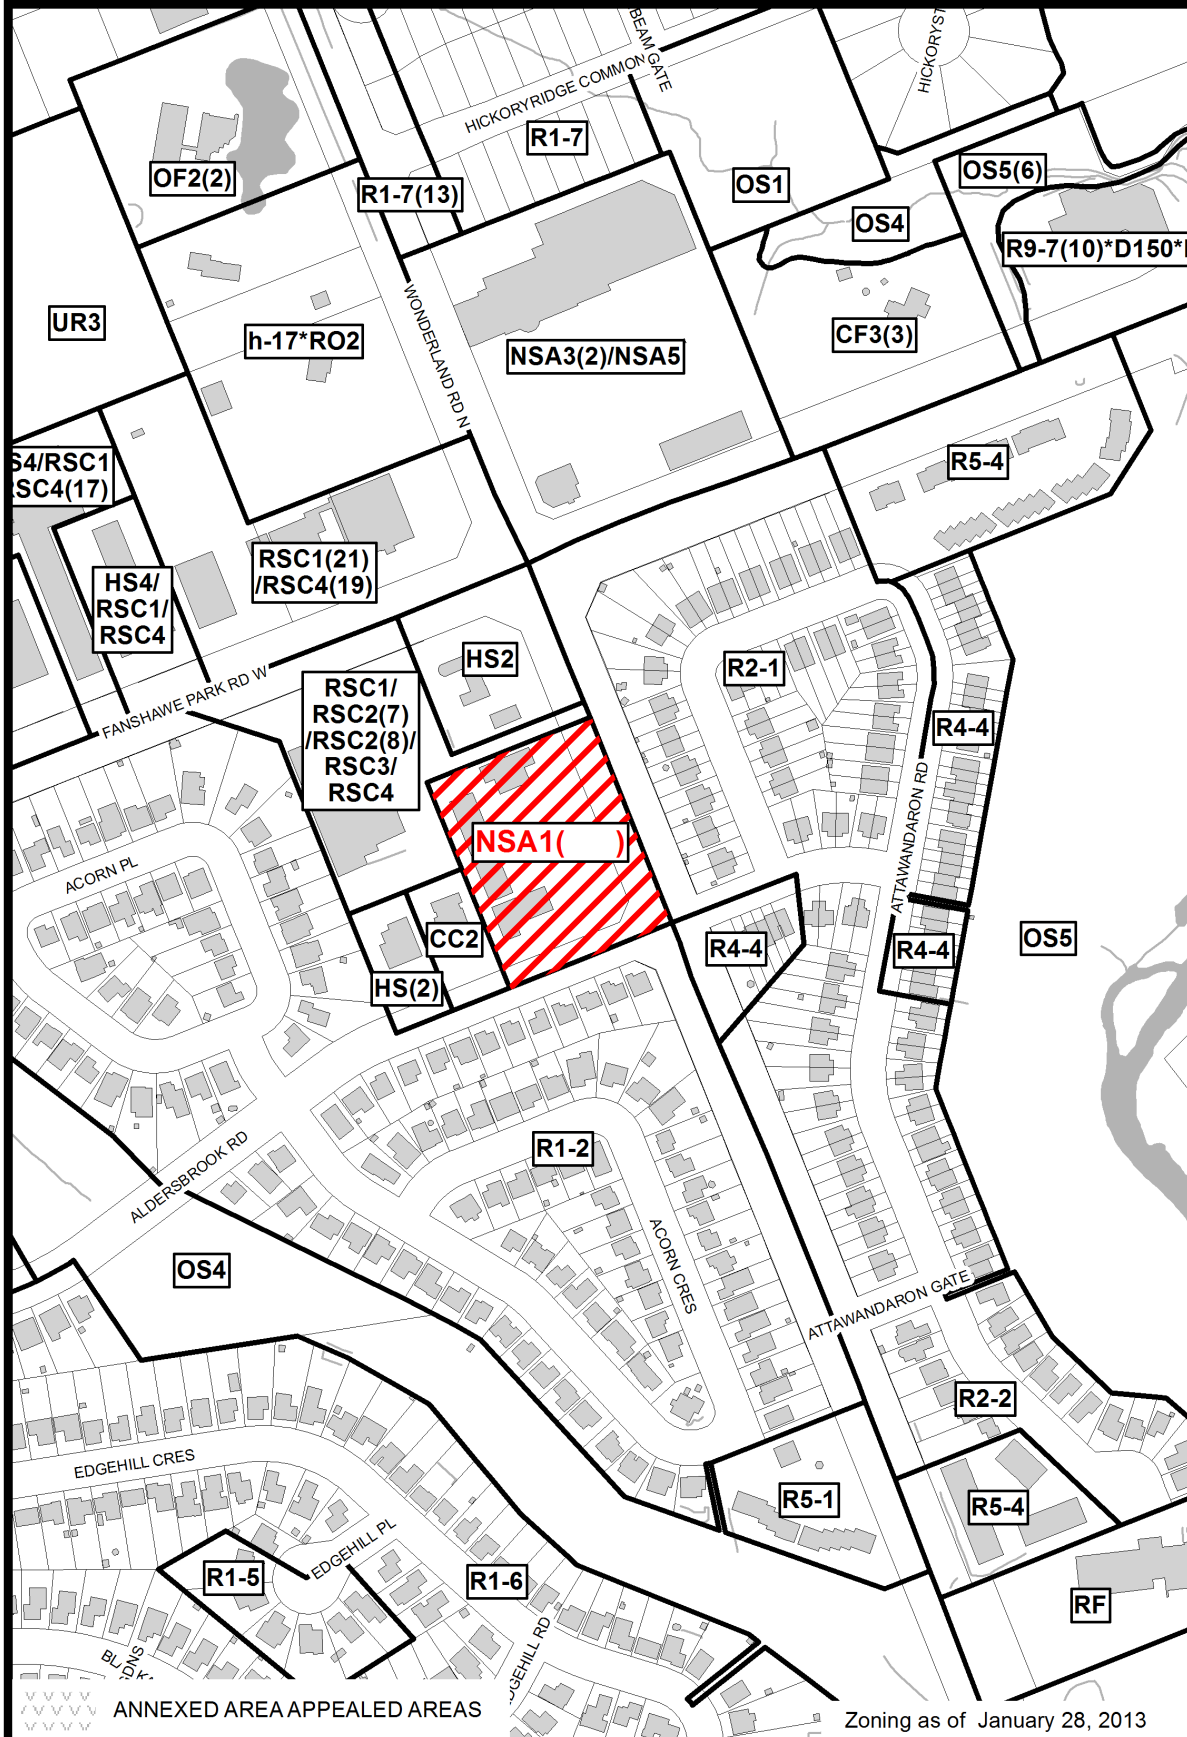 BEAM GATE
HICKORYST
HICKORYRIDGE COMMON
R1-7
OF2(2)
R1-7(13)
OS1
OS5(6)
OS4
R9-7(10)*D150*
UR3
h-17*RO2
WONDERLAND RD N
NSA3(2)/NSA5
CF3(3)
S4/RSC1
RSC4(17)
R5-4
RSC1(21)
/RSC4(19)
HS4/
RSC1/
RSC4
HS2
R2-1
FANSHAWE PARK RD W
RSC1/
RSC2(7)
/RSC2(8)/
RSC3/
RSC4
R4-4
ATTAWANDARON RD
NSA1( )
ACORN PL
CC2
R4-4
R4-4
OS5
HS(2)
ALDERSBROOK RD
R1-2
ACORN CRES
OS4
ATTAWANDARON GATE
R2-2
EDGEHILL CRES
R5-1
R5-4
EDGEHILL PL
R1-5
R1-6
RF
DGEHILL RD
DNS
ANNEXED AREA APPEALED AREAS
Zoning as of January 28, 2013